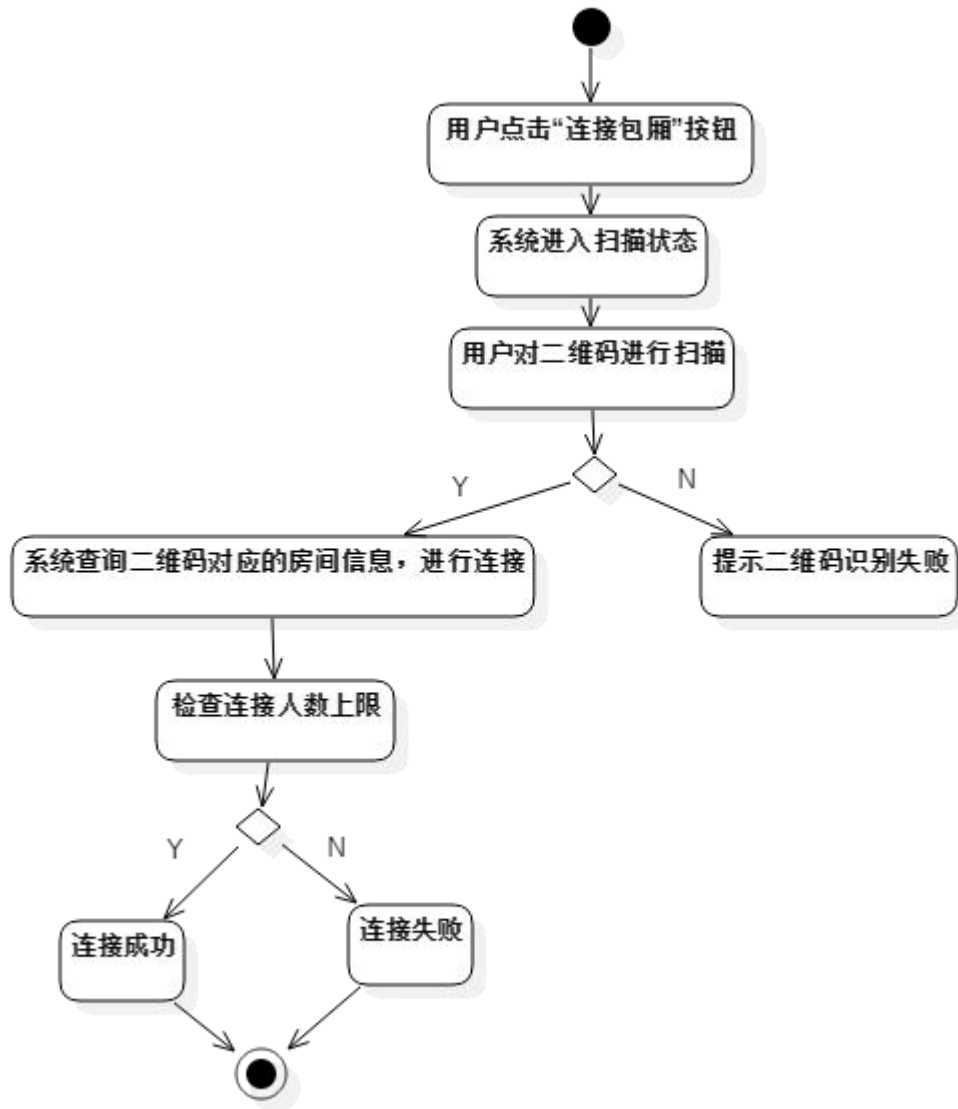 用户点击“连接包厢”按钮
系统进入扫描状态
用户对二维码进行扫描
Y
N
系统查询二维码对应的房间信息，进行连接
提示二维码识别失败
检查连接人数上限
Y
N
连接成功
连接失败